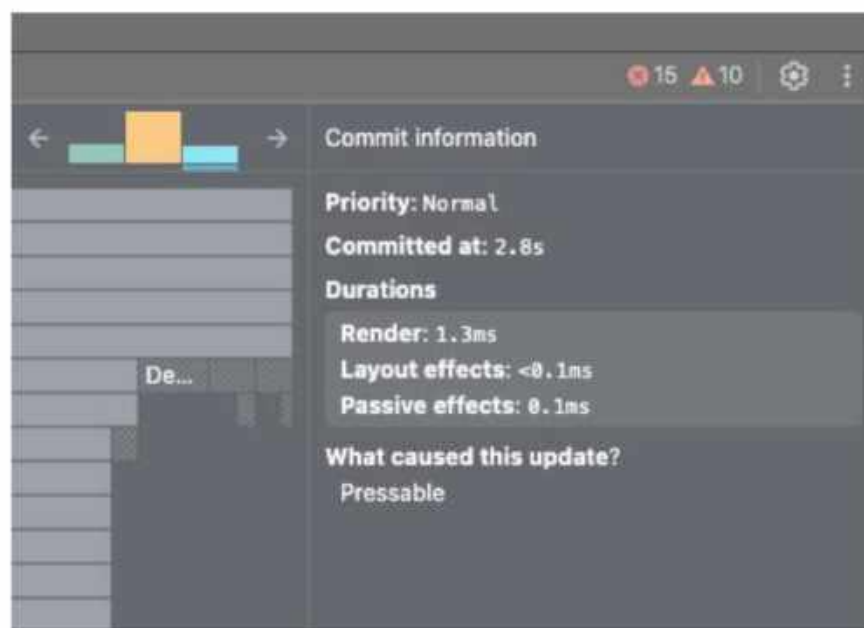 15 10
← → Commit information
Priority: Normal
Committed at: 2.8s
Durations
Render: 1.3ms
Layout effects: <0.1ms
De...
Passive effects: 0.1ms
What caused this update?
Pressable